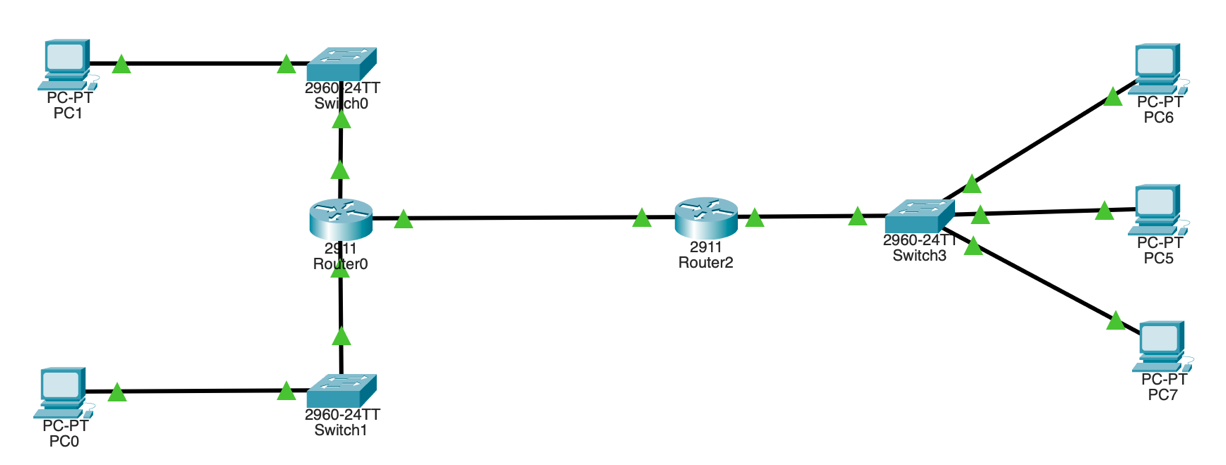 PC-PT
PC1
2960-24TT
Switch0
PC-PT
PC6
2911
Router0
2911
Router2
2960-24TT
Switch3
PC-PT
PC5
PC-PT
PC0
2960-24TT
Switch1
PC-PT
PC7